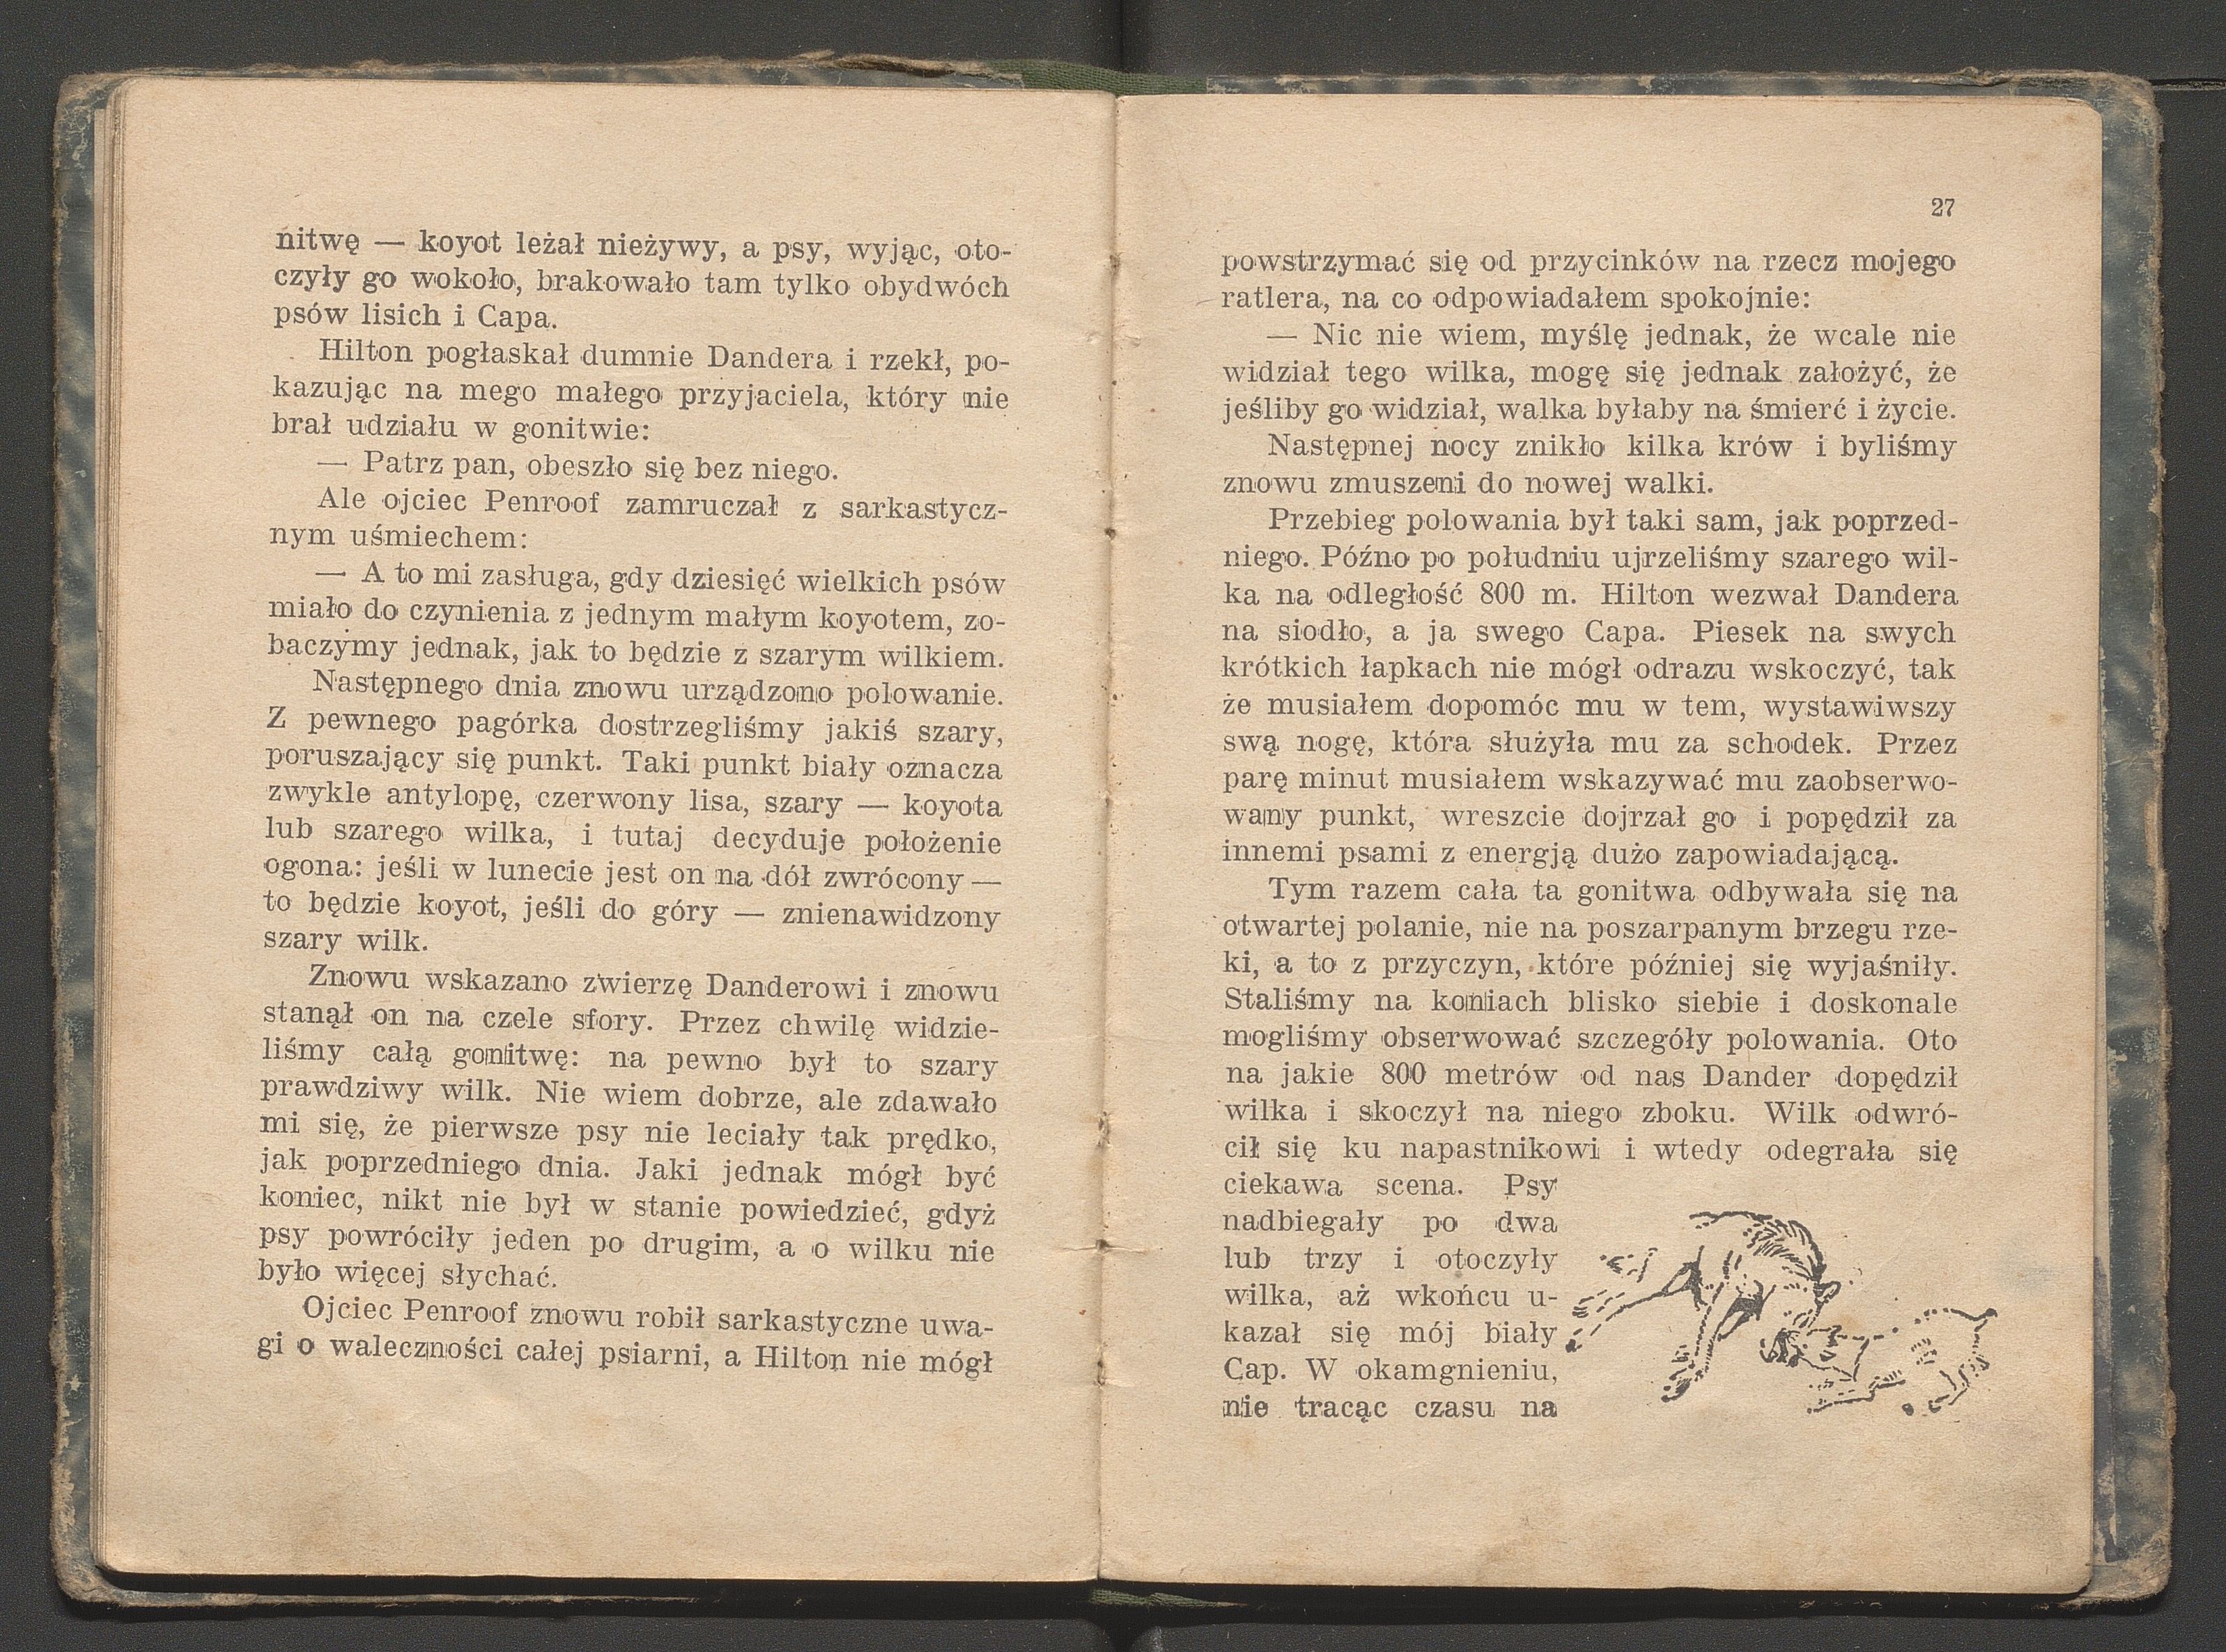 nitwę — koyot leżał nieżywy, a psy, wyjąc, oto-
czyły go wokoło, brakowało tam tylko obydwóch
psów lisich i Capa.
Hilton pogłaskał dumnie Dandera i rzekł, po-
kazując na mego małego przyjaciela, który nie
brał udziału w gonitwie:
— Patrz pan, obeszło się bez niego.
Ale ojciec Penroof zamruczał z sarkastycz-
nym uśmiechem:
— A to mi zasługa, gdy dziesięć wielkich psów
miało do czynienia z jednym małym koyotem, zo-
baczymy jednak, jak to będzie z szarym wilkiem.
Następnego dnia znowu urządzono polowanie.
Z pewnego pagórka dostrzegliśmy jakiś szary,
poruszający się punkt. Taki punkt biały oznacza
zwykle antylopę, czerwony lisa, szary — koyota
lub szarego wilka, i tutaj decyduje położenie
ogona: jeśli w lunecie jest on na dół zwrócony —
to będzie koyot, jeśli do góry — znienawidzony
szary wilk.
Znowu wskazano zwierzę Danderowi i znowu
stanął on na czele sfory. Przez chwilę widzie-
liśmy całą gonitwę: na pewno był to szary
prawdziwy wilk. Nie wiem dobrze, ale zdawało
mi się, że pierwsze psy nie leciały tak prędko,
jak poprzedniego dnia. Jaki jednak mógł być
koniec, nikt nie był w stanie powiedzieć, gdyż
psy powróciły jeden po drugim, a o wilku nie
było więcej słychać.
Ojciec Penroof znowu robił sarkastyczne uwa-
gi o waleczności całej psiarni, a Hilton nie mógł
27
powstrzymać się od przycinków na rzecz mojego
ratlera, na co odpowiadałem spokojnie:
— Nic nie wiem, myślę jednak, że wcale nie
widział tego wilka, mogę się jednak założyć, że
jeśliby go widział, walka byłaby na śmierć i życie.
Następnej nocy znikło kilka krów i byliśmy
znowu zmuszeni do nowej walki.
Przebieg polowania był taki sam, jak poprzed-
niego. Późno po południu ujrzeliśmy szarego wil-
ka na odległość 800 m. Hilton wezwał Dandera
na siodło, a ja swego Capa. Piesek na swych
krótkich łapkach nie mógł odrazu wskoczyć, tak
że musiałem dopomóc mu w tem, wystawiwszy
swą nogę, która służyła mu za schodek. Przez
parę minut musiałem wskazywać mu zaobserwo-
wany punkt, wreszcie dojrzał go i popędził za
innemi psami z energją dużo zapowiadającą.
Tym razem cała ta gonitwa odbywała się na
otwartej polanie, nie na poszarpanym brzegu rze-
ki, a to z przyczyn, które później się wyjaśniły.
Staliśmy na koniach blisko siebie i doskonale
mogliśmy obserwować szczegóły polowania. Oto
na jakie 800 metrów od nas Dander dopędził
wilka i skoczył na niego zboku. Wilk odwró-
cił się ku napastnikowi i wtedy odegrała się
ciekawa scena. Psy
nadbiegały po dwa
lub trzy i otoczyły
wilka, aż wkońcu u-
kazał się mój biały
Cap. W okamgnieniu,
nie tracąc czasu na